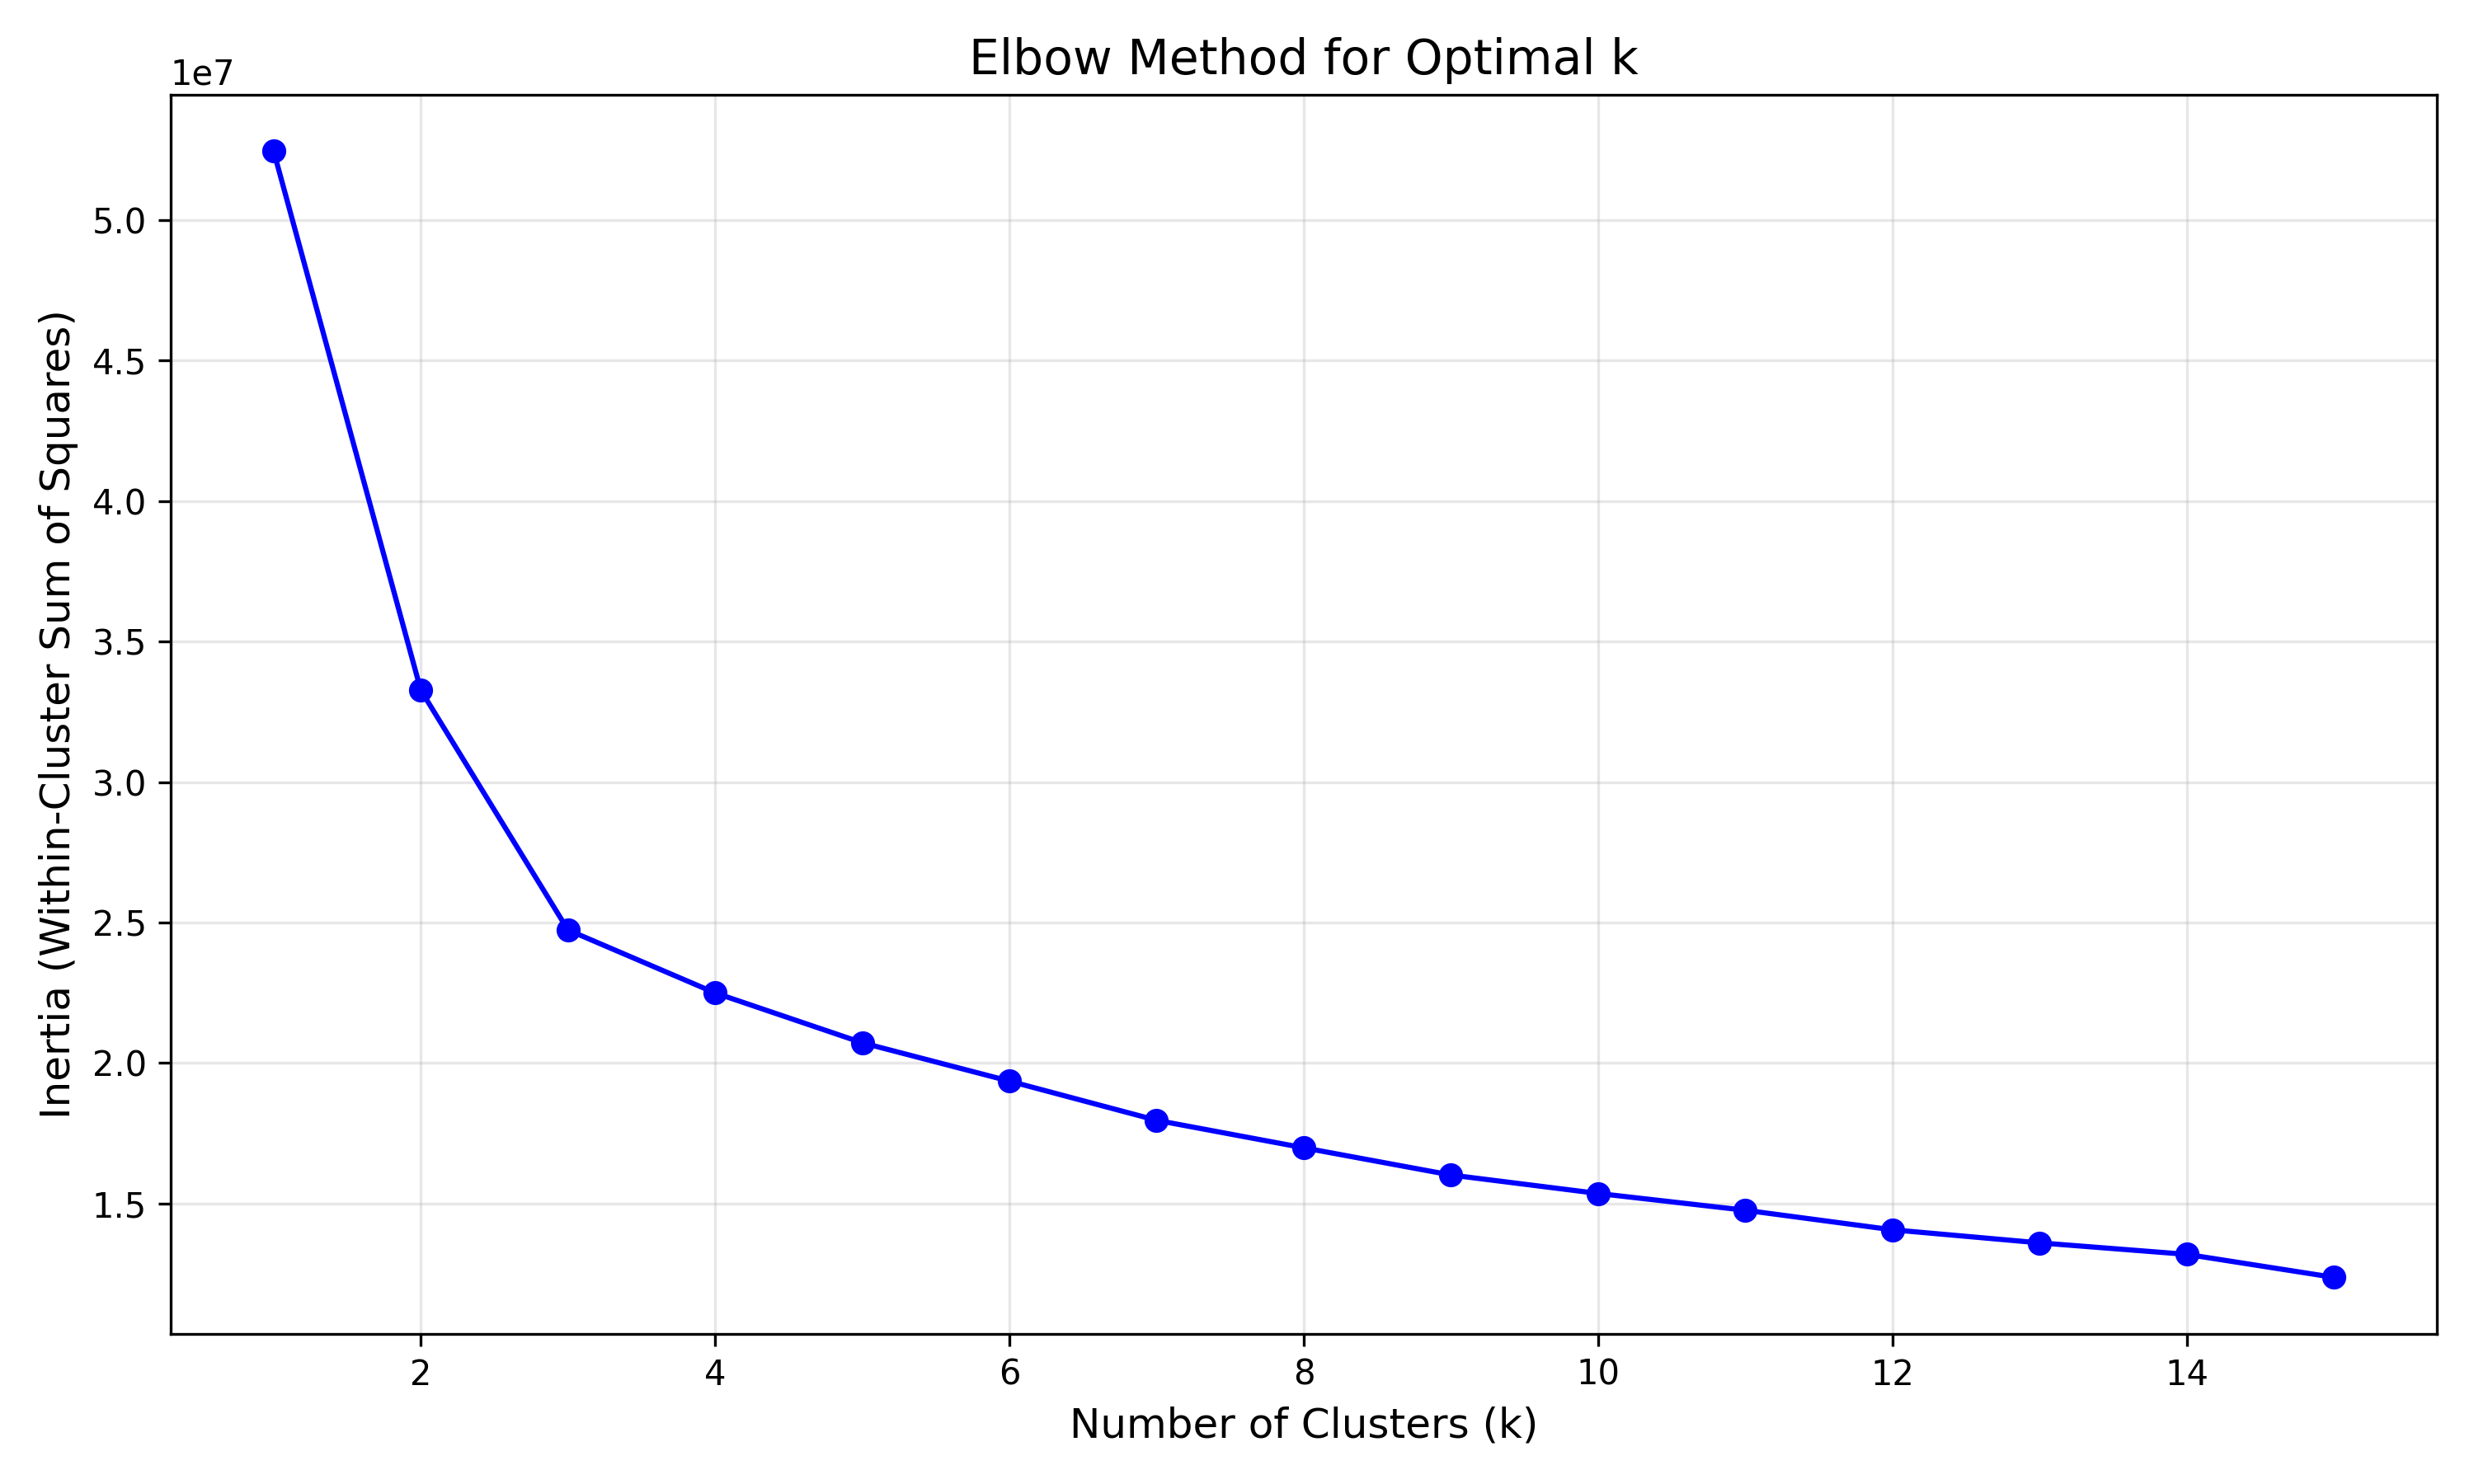 Elbow Method for Optimal k
1e7
5.0
4.5
4.0
3.5
3.0
2.5
2.0
1.5
Inertia (Within-Cluster Sum of Squares)
2 4 6 8 10 12 14
Number of Clusters (k)